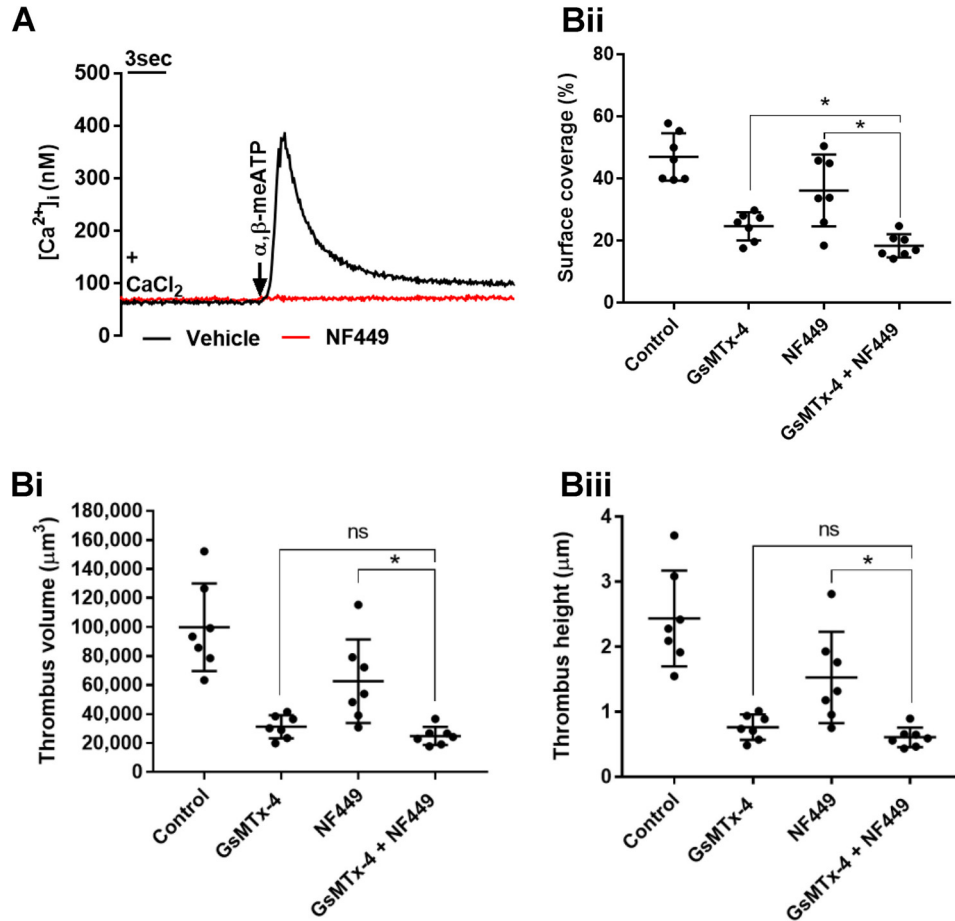 A
3sec
500
400
300
200
100
0
[Ca²⁺]ᵢ (nM)
α,β-meATP
+
CaCl₂
Vehicle
NF449
Bii
80
60
40
20
0
Surface coverage (%)
*
*
Control
GsMTx-4
NF449
GsMTx-4 + NF449
Bi
180,000
160,000
140,000
120,000
100,000
80,000
60,000
40,000
20,000
0
Thrombus volume (μm³)
ns
*
Control
GsMTx-4
NF449
GsMTx-4 + NF449
Biii
4
3
2
1
0
Thrombus height (μm)
ns
*
Control
GsMTx-4
NF449
GsMTx-4 + NF449